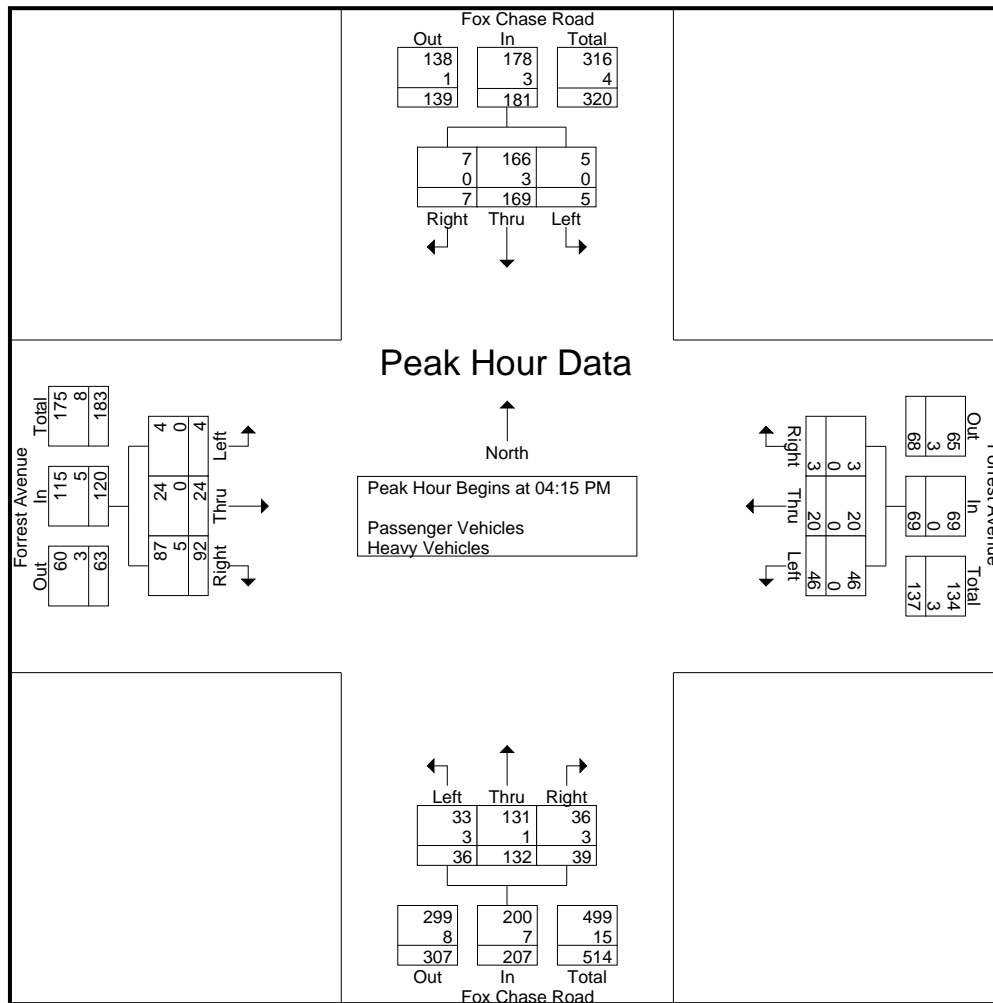 Fox Chase Road
Out In Total
138 178 316
1 3 4
139 181 320
7 166 5
0 3 0
7 169 5
Right Thru Left
Peak Hour Data
North
Peak Hour Begins at 04:15 PM
Passenger Vehicles
Heavy Vehicles
Forrest Avenue
Out In Total
60 115 175
3 5 8
63 120 183
Left Thru Right
4 24 87
0 0 5
4 24 92
Forrest Avenue
Out In Total
65 69 134
3 0 3
68 69 137
Right Thru Left
3 20 46
0 0 0
3 20 46
Left Thru Right
33 131 36
3 1 3
36 132 39
299 200 499
8 7 15
307 207 514
Out In Total
Fox Chase Road